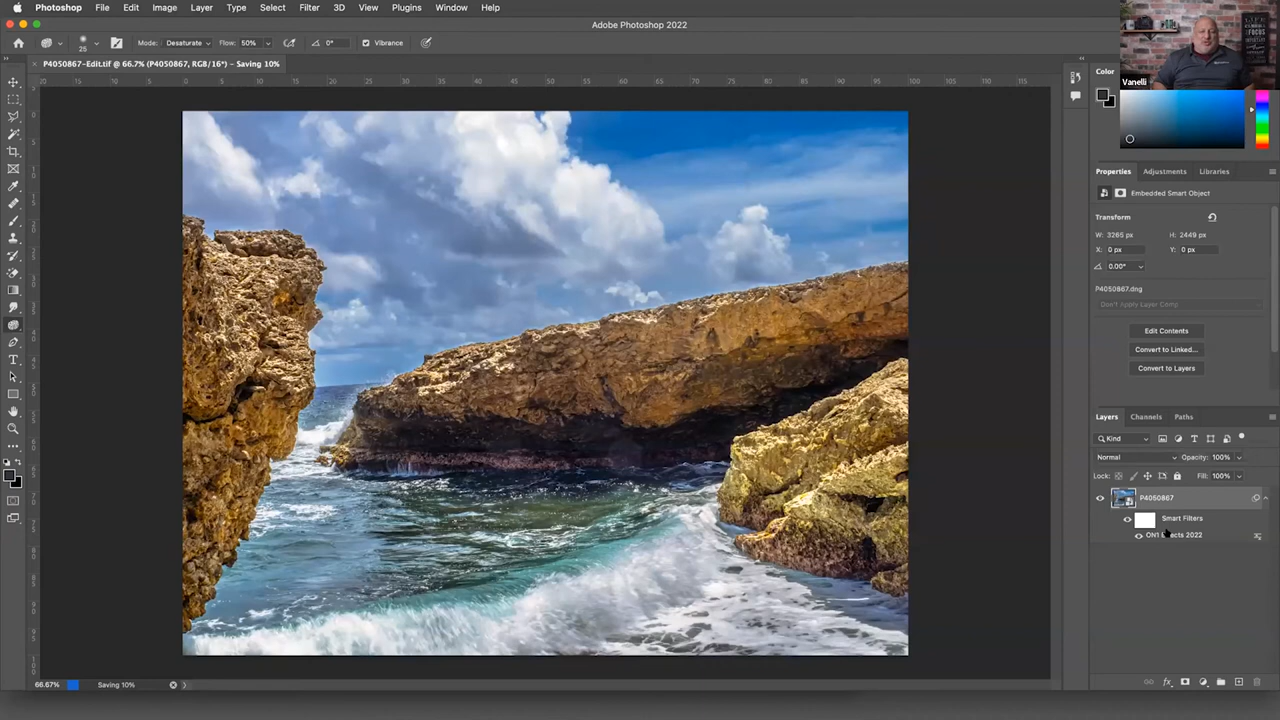 Photoshop File Edit Image Layer Type Select Filter 3D View Plugins Window Help
Adobe Photoshop 2022
25 Mode: Desaturate Flow: 50% 0° Vibrance
P4050867-Edit.tif @ 66.7% (P4050867, RGB/16*) – Saving 10%
Vanelli
Color
Properties Adjustments Libraries
Embedded Smart Object
Transform
W: 3265 px H: 2449 px
X: 0 px Y: 0 px
0.00°
P4050867.dng
Don't Apply Layer Comp
Edit Contents
Convert to Linked...
Convert to Layers
Layers Channels Paths
Kind
Normal Opacity: 100%
Lock: Fill: 100%
P4050867
Smart Filters
ON1 Effects 2022
66.67% Saving 10%